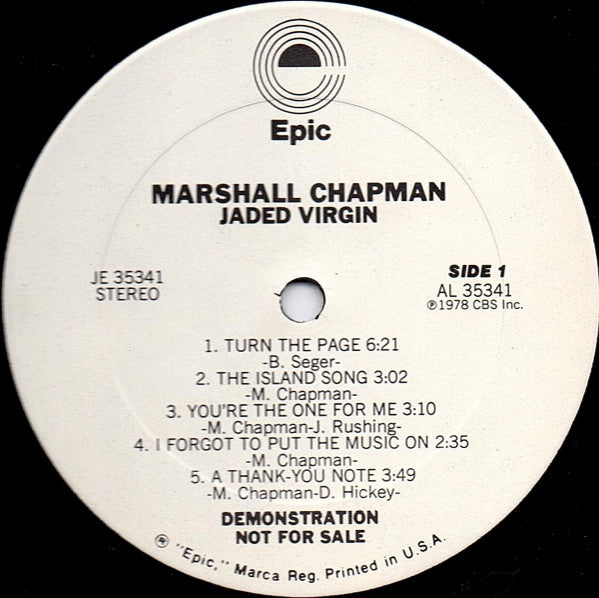 Epic
MARSHALL CHAPMAN
JADED VIRGIN
JE 35341
STEREO
SIDE 1
AL 35341
℗1978 CBS Inc.
1. TURN THE PAGE 6:21
-B. Seger-
2. THE ISLAND SONG 3:02
-M. Chapman-
3. YOU'RE THE ONE FOR ME 3:10
-M. Chapman-J. Rushing-
4. I FORGOT TO PUT THE MUSIC ON 2:35
-M. Chapman-
5. A THANK-YOU NOTE 3:49
-M. Chapman-D. Hickey-
DEMONSTRATION
NOT FOR SALE
® "Epic," Marca Reg. Printed in U.S.A.